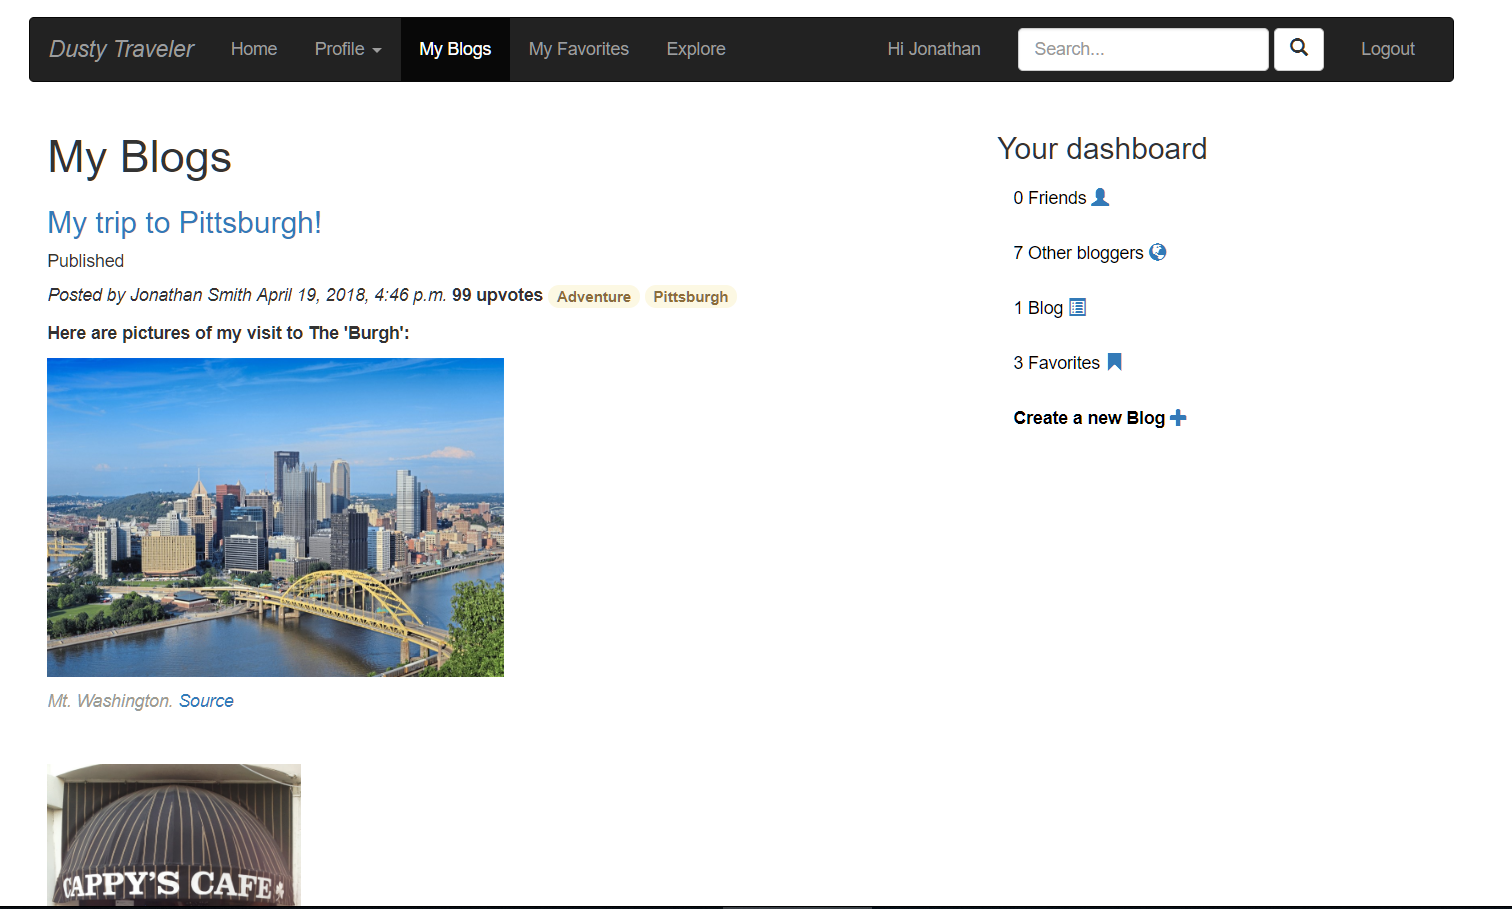 Dusty Traveler Home Profile My Blogs My Favorites Explore Hi Jonathan Search... Logout
My Blogs
My trip to Pittsburgh!
Published
Posted by Jonathan Smith April 19, 2018, 4:46 p.m. 99 upvotes Adventure Pittsburgh
Here are pictures of my visit to The 'Burgh':
Mt. Washington. Source
CAPPY'S CAFE
Your dashboard
0 Friends
7 Other bloggers
1 Blog
3 Favorites
Create a new Blog